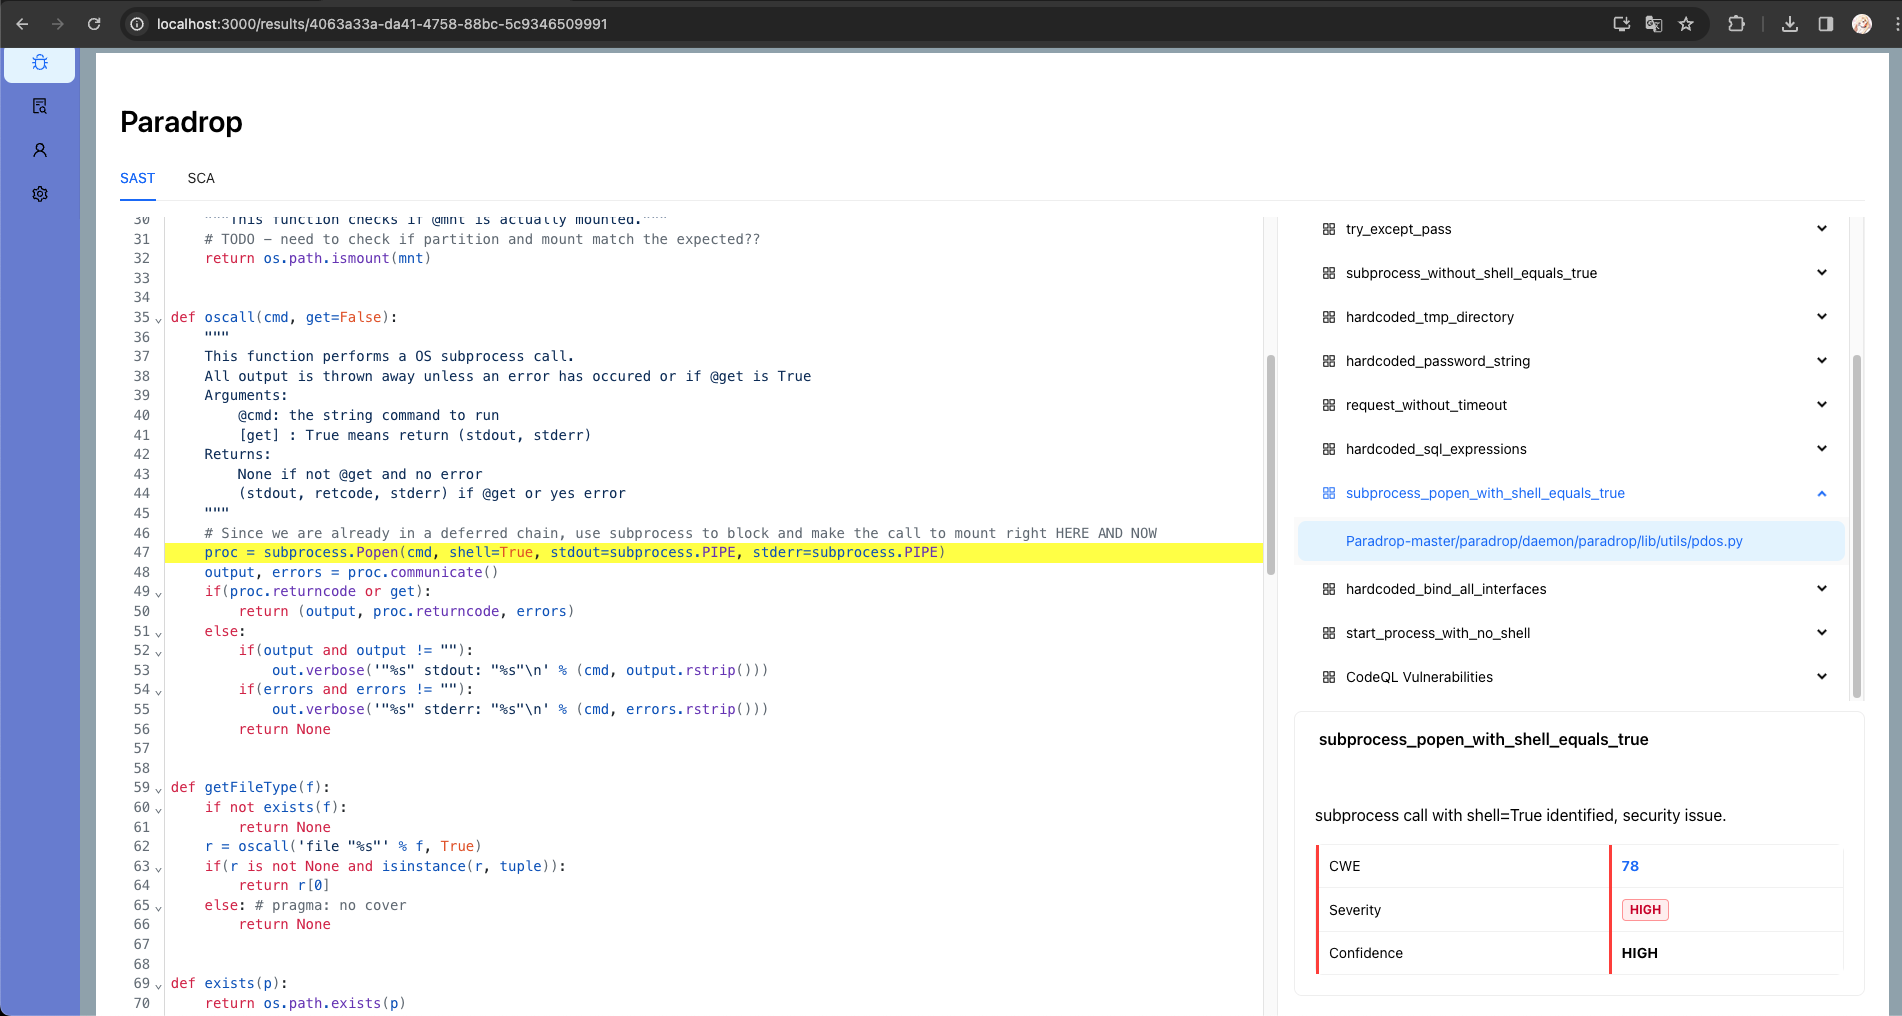 localhost:3000/results/4063a33a-da41-4758-88bc-5c9346509991
Paradrop
SAST SCA
30 """This function checks if @mnt is actually mounted."""
31 # TODO - need to check if partition and mount match the expected??
32 return os.path.ismount(mnt)
33
34
35 def oscall(cmd, get=False):
36 """
37 This function performs a OS subprocess call.
38 All output is thrown away unless an error has occured or if @get is True
39 Arguments:
40 @cmd: the string command to run
41 [get] : True means return (stdout, stderr)
42 Returns:
43 None if not @get and no error
44 (stdout, retcode, stderr) if @get or yes error
45 """
46 # Since we are already in a deferred chain, use subprocess to block and make the call to mount right HERE AND NOW
47 proc = subprocess.Popen(cmd, shell=True, stdout=subprocess.PIPE, stderr=subprocess.PIPE)
48 output, errors = proc.communicate()
49 if(proc.returncode or get):
50 return (output, proc.returncode, errors)
51 else:
52 if(output and output != ""):
53 out.verbose('"%s" stdout: "%s"\n' % (cmd, output.rstrip()))
54 if(errors and errors != ""):
55 out.verbose('"%s" stderr: "%s"\n' % (cmd, errors.rstrip()))
56 return None
57
58
59 def getFileType(f):
60 if not exists(f):
61 return None
62 r = oscall('file "%s"' % f, True)
63 if(r is not None and isinstance(r, tuple)):
64 return r[0]
65 else: # pragma: no cover
66 return None
67
68
69 def exists(p):
70 return os.path.exists(p)
try_except_pass
subprocess_without_shell_equals_true
hardcoded_tmp_directory
hardcoded_password_string
request_without_timeout
hardcoded_sql_expressions
subprocess_popen_with_shell_equals_true
Paradrop-master/paradrop/daemon/paradrop/lib/utils/pdos.py
hardcoded_bind_all_interfaces
start_process_with_no_shell
CodeQL Vulnerabilities
subprocess_popen_with_shell_equals_true
subprocess call with shell=True identified, security issue.
CWE 78
Severity HIGH
Confidence HIGH